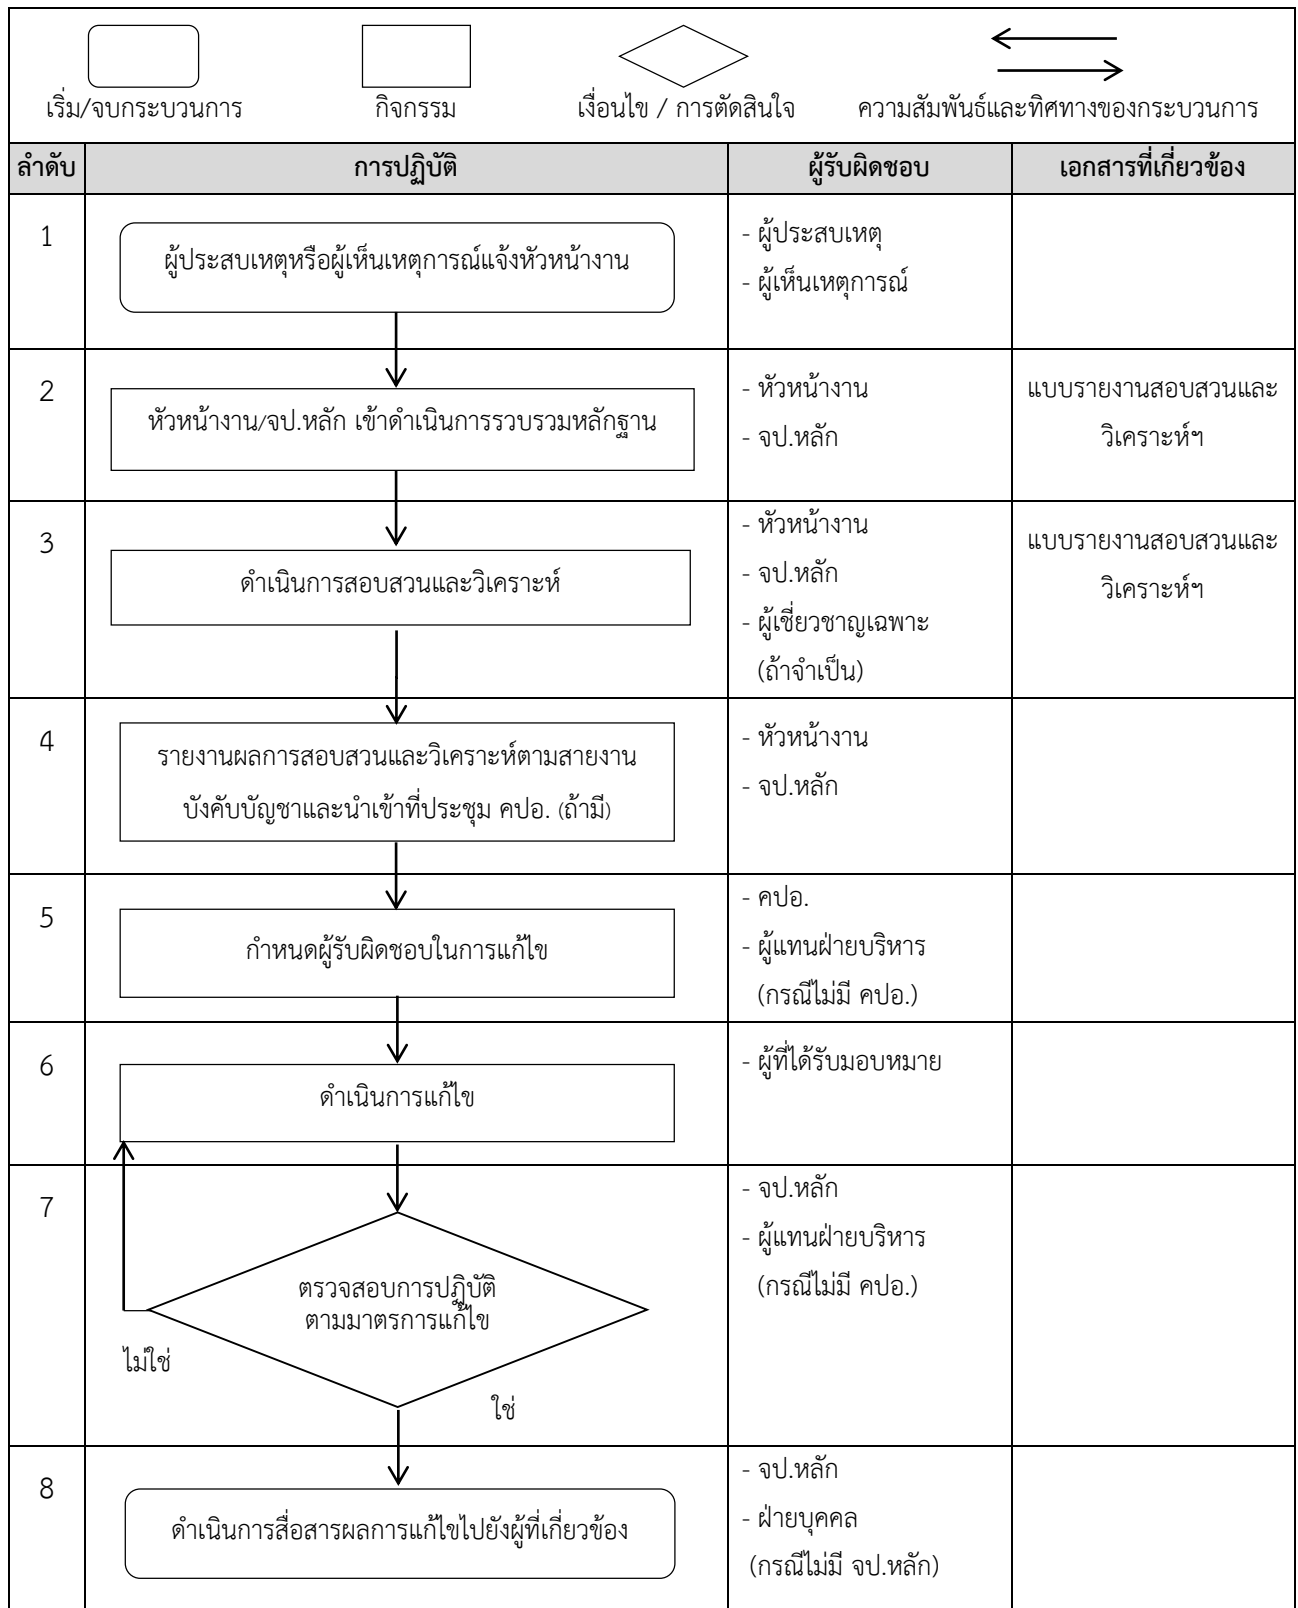 เริ่ม/จบกระบวนการ กิจกรรม เงื่อนไข / การตัดสินใจ ความสัมพันธ์และทิศทางของกระบวนการ
ลำดับ การปฏิบัติ ผู้รับผิดชอบ เอกสารที่เกี่ยวข้อง
1
ผู้ประสบเหตุหรือผู้เห็นเหตุการณ์แจ้งหัวหน้างาน
- ผู้ประสบเหตุ
- ผู้เห็นเหตุการณ์
2
หัวหน้างาน/จป.หลัก เข้าดำเนินการรวบรวมหลักฐาน
- หัวหน้างาน
- จป.หลัก
แบบรายงานสอบสวนและ
วิเคราะห์ฯ
3
ดำเนินการสอบสวนและวิเคราะห์
- หัวหน้างาน
- จป.หลัก
- ผู้เชี่ยวชาญเฉพาะ
(ถ้าจำเป็น)
แบบรายงานสอบสวนและ
วิเคราะห์ฯ
4
รายงานผลการสอบสวนและวิเคราะห์ตามสายงาน
บังคับบัญชาและนำเข้าที่ประชุม คปอ. (ถ้ามี)
- หัวหน้างาน
- จป.หลัก
5
กำหนดผู้รับผิดชอบในการแก้ไข
- คปอ.
- ผู้แทนฝ่ายบริหาร
(กรณีไม่มี คปอ.)
6
ดำเนินการแก้ไข
- ผู้ที่ได้รับมอบหมาย
7
ตรวจสอบการปฏิบัติ
ตามมาตรการแก้ไข
ไม่ใช่
ใช่
- จป.หลัก
- ผู้แทนฝ่ายบริหาร
(กรณีไม่มี คปอ.)
8
ดำเนินการสื่อสารผลการแก้ไขไปยังผู้ที่เกี่ยวข้อง
- จป.หลัก
- ฝ่ายบุคคล
(กรณีไม่มี จป.หลัก)